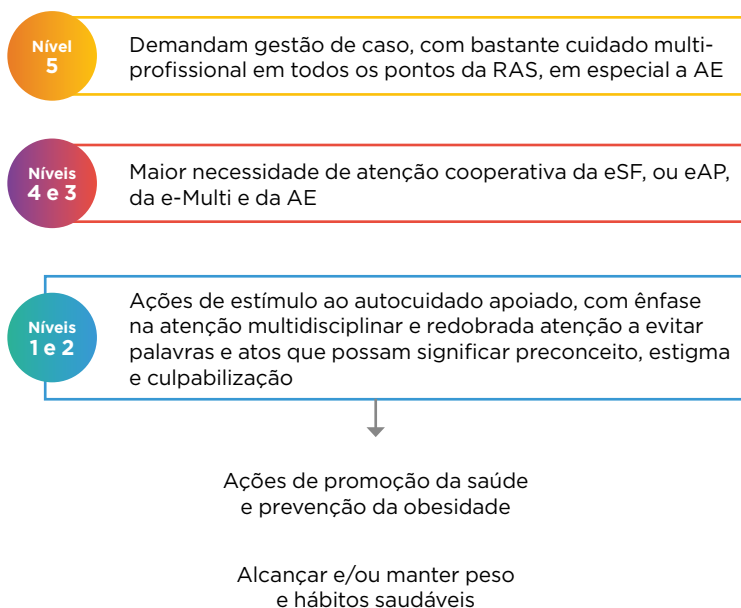 Nível
5
Demandam gestão de caso, com bastante cuidado multi-
profissional em todos os pontos da RAS, em especial a AE
Níveis
4 e 3
Maior necessidade de atenção cooperativa da eSF, ou eAP,
da e-Multi e da AE
Níveis
1 e 2
Ações de estímulo ao autocuidado apoiado, com ênfase
na atenção multidisciplinar e redobrada atenção a evitar
palavras e atos que possam significar preconceito, estigma
e culpabilização
Ações de promoção da saúde
e prevenção da obesidade
Alcançar e/ou manter peso
e hábitos saudáveis